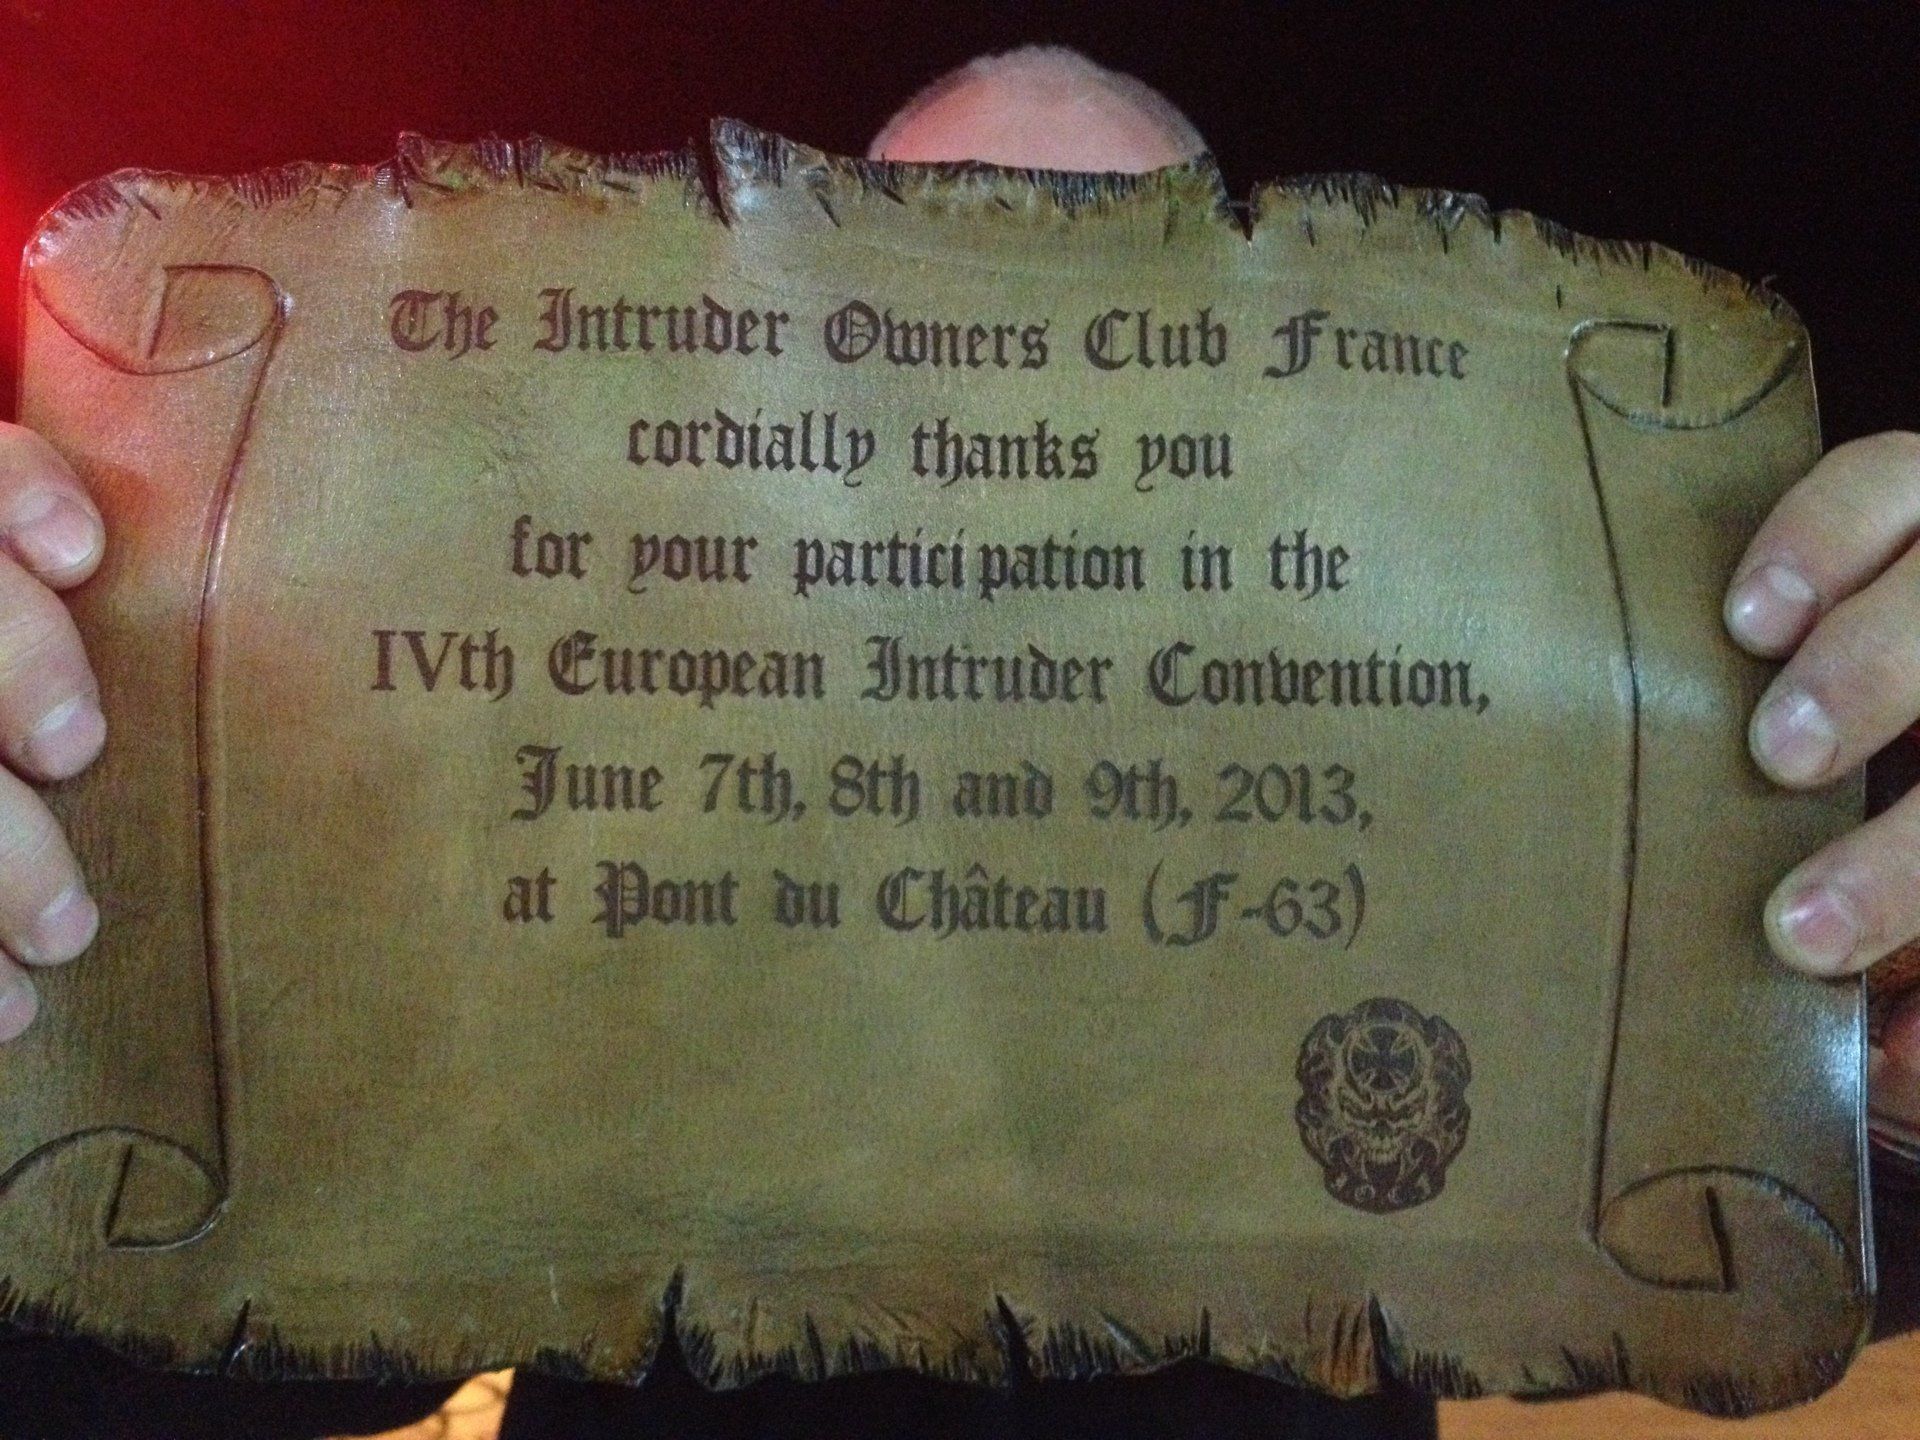 The Intruder Owners Club France
cordially thanks you
for your participation in the
IVth European Intruder Convention,
June 7th, 8th and 9th, 2013,
at Pont du Château (F-63)